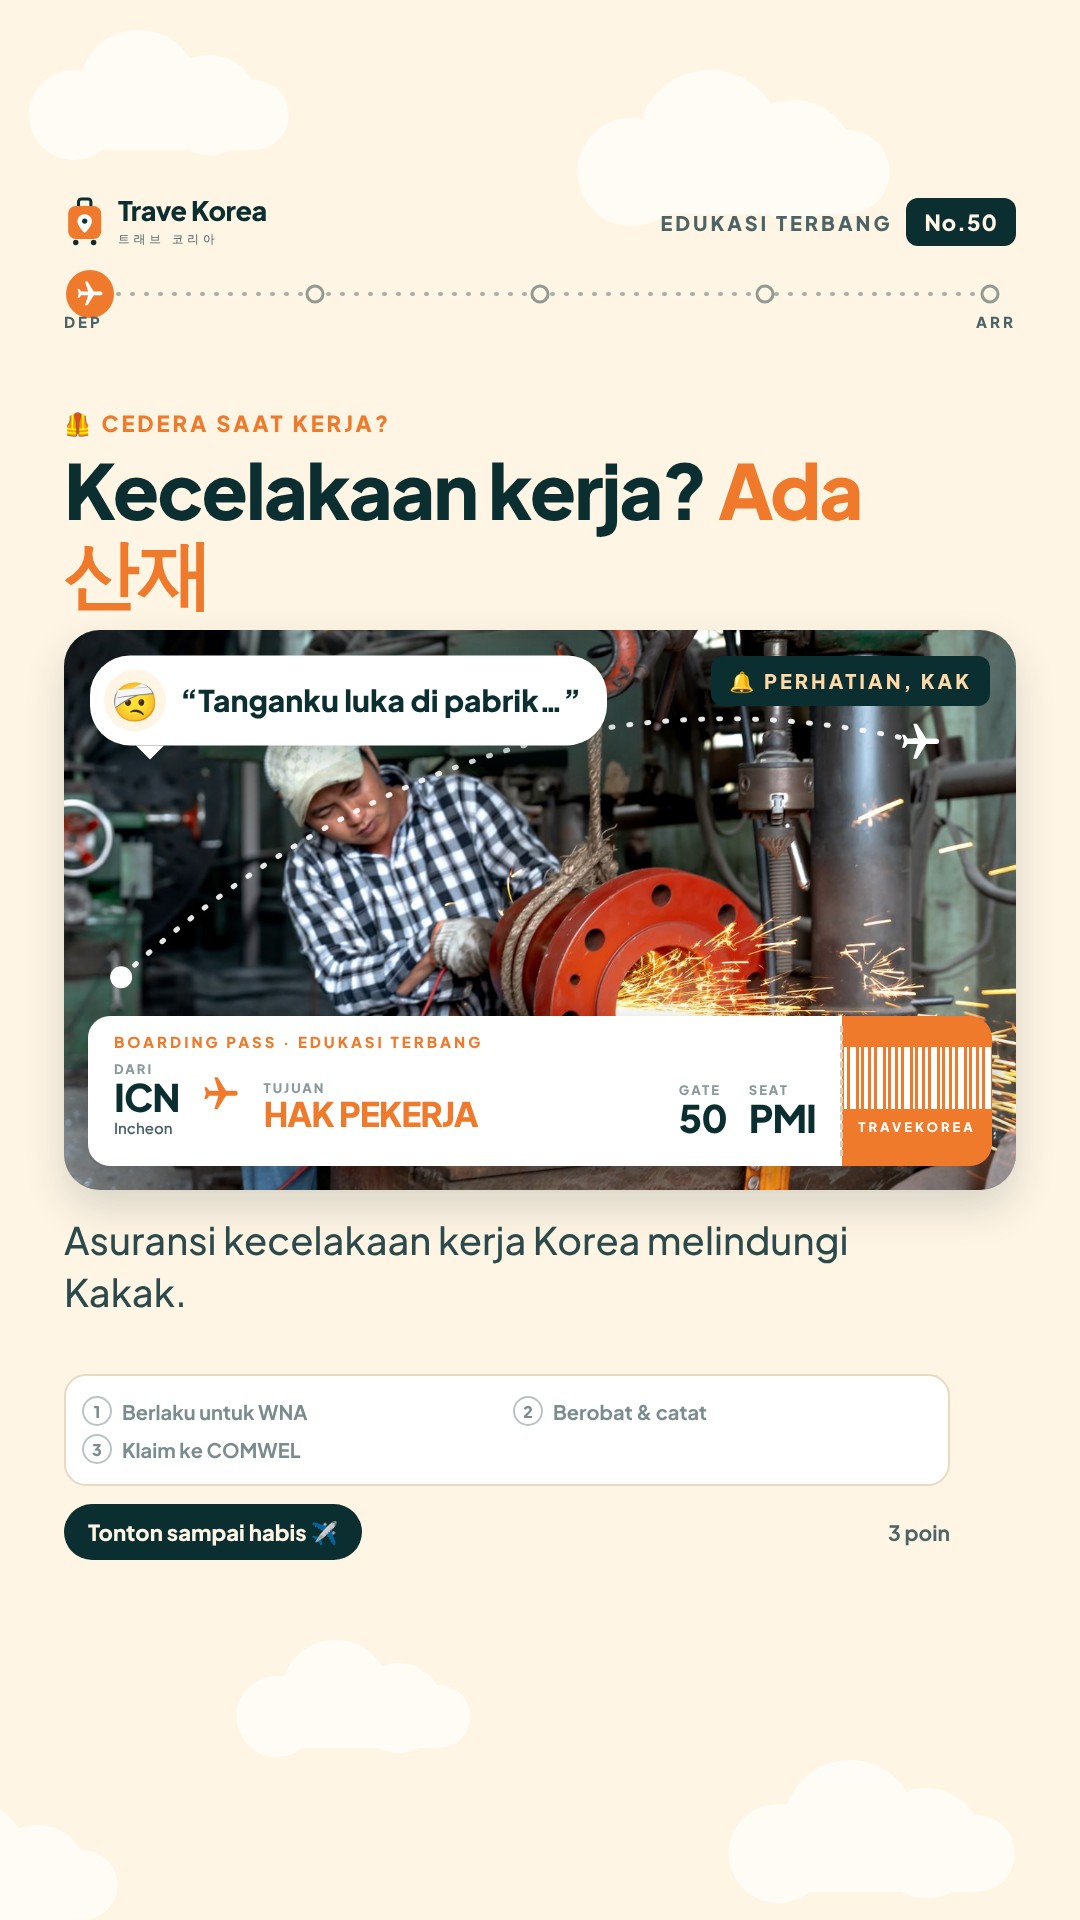 Trave Korea
트래브 코리아
EDUKASI TERBANG
No.50
DEP
ARR
CEDERA SAAT KERJA?
Kecelakaan kerja? Ada
산재
“Tanganku luka di pabrik…”
PERHATIAN, KAK
BOARDING PASS · EDUKASI TERBANG
DARI
ICN
Incheon
TUJUAN
HAK PEKERJA
GATE
50
SEAT
PMI
TRAVEKOREA
Asuransi kecelakaan kerja Korea melindungi
Kakak.
1 Berlaku untuk WNA
2 Berobat & catat
3 Klaim ke COMWEL
Tonton sampai habis
3 poin